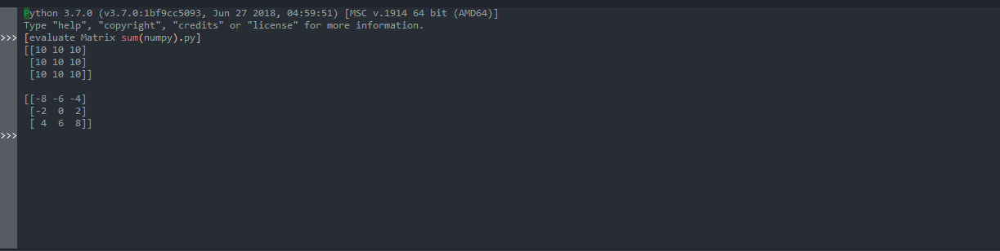 Python 3.7.0 (v3.7.0:1bf9cc5093, Jun 27 2018, 04:59:51) [MSC v.1914 64 bit (AMD64)]
Type "help", "copyright", "credits" or "license" for more information.
>>> [evaluate Matrix sum(numpy).py]
[[10 10 10]
 [10 10 10]
 [10 10 10]]

[[-8 -6 -4]
 [-2  0  2]
 [ 4  6  8]]
>>>